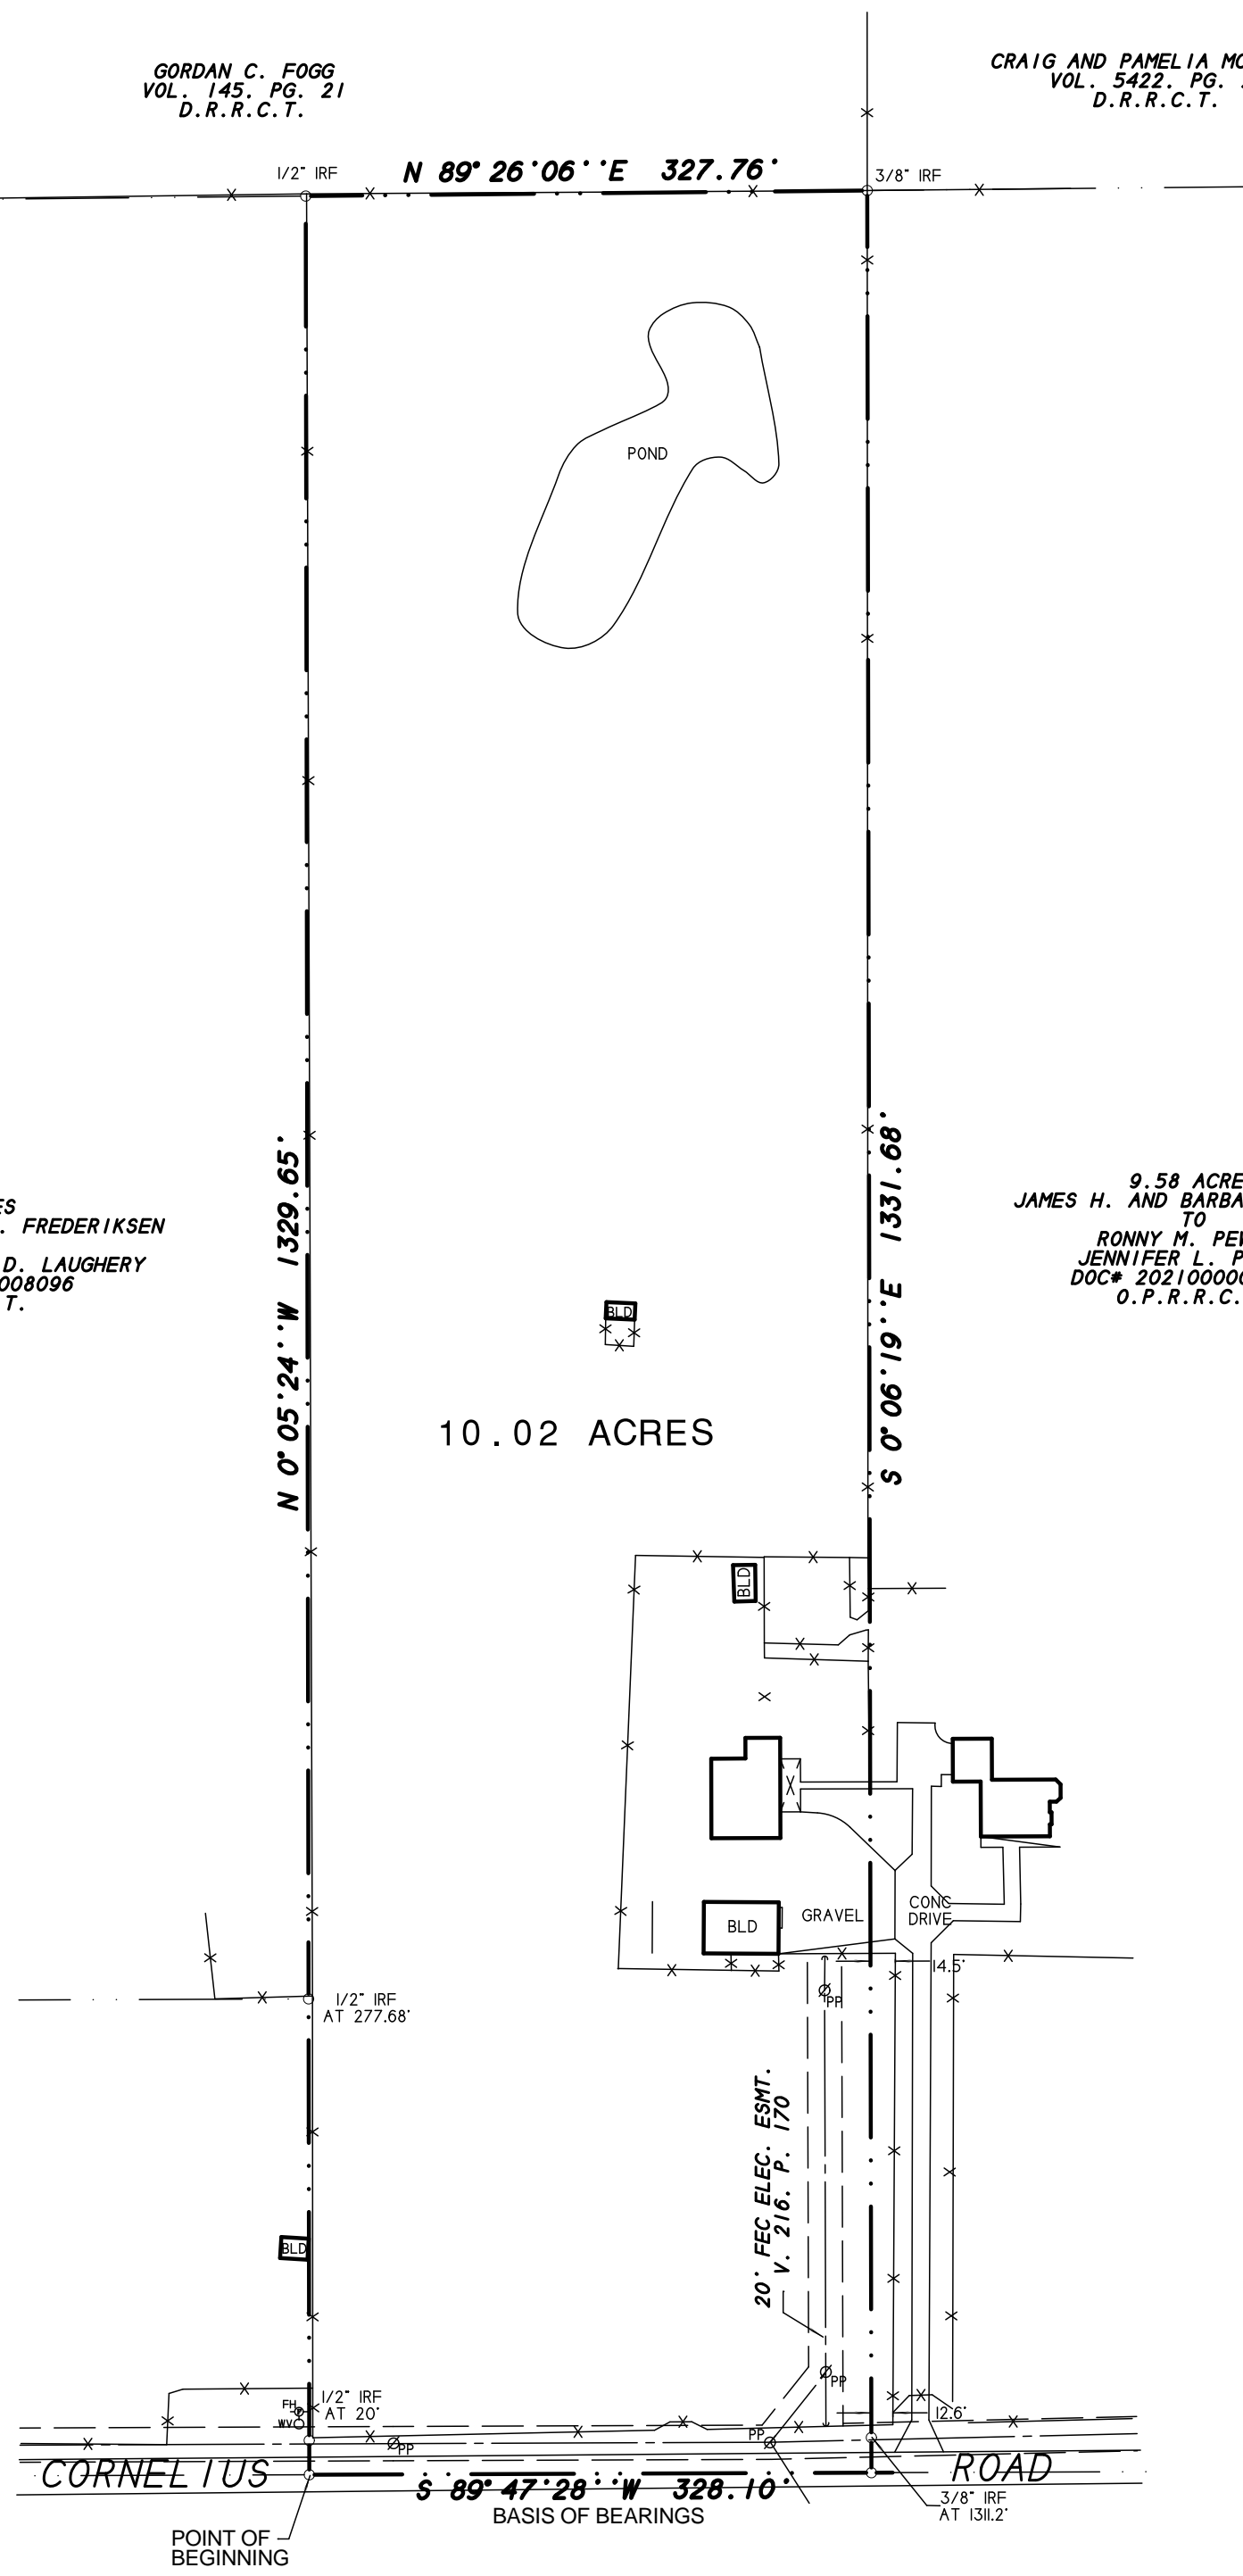 GORDAN C. FOGG
VOL. 145, PG. 21
D.R.R.C.T.
CRAIG AND PAMELIA
VOL. 5422, PG.
D.R.R.C.T.
1/2" IRF
N 89°26'06''E 327.76'
3/8" IRF
POND
N 0°05'24''W 1329.65'
S 0°06'19''E 1331.68'
FREDERIKSEN
D. LAUGHERY
008096
T.
9.58 ACRE
JAMES H. AND
TO
RONNY M.
JENNIFER L.
DOC#
O.P.R.R.C.
BLD
10.02 ACRES
BLD
BLD
GRAVEL
CONC
DRIVE
14.5'
PP
1/2" IRF
AT 277.68'
20' FEC ELEC. ESMT.
V. 216, P. 170
BLD
PP
1/2" IRF
AT 20'
FH
WV
12.6'
PP
PP
CORNELIUS ROAD
S 89°47'28''W 328.10'
BASIS OF BEARINGS
3/8" IRF
AT 1311.2'
POINT OF
BEGINNING